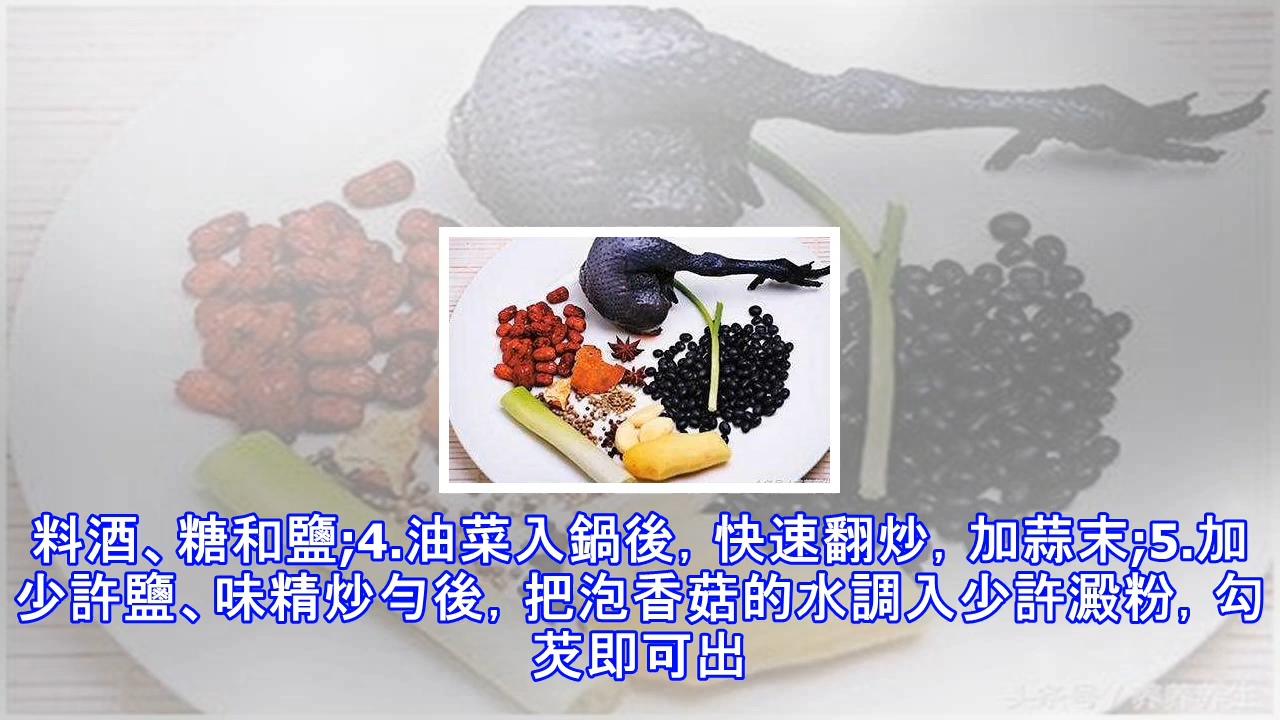 料酒、糖和鹽;4.油菜入鍋後, 快速翻炒, 加蒜末;5.加
少許鹽、味精炒勻後, 把泡香菇的水調入少許澱粉, 勾
芡即可出